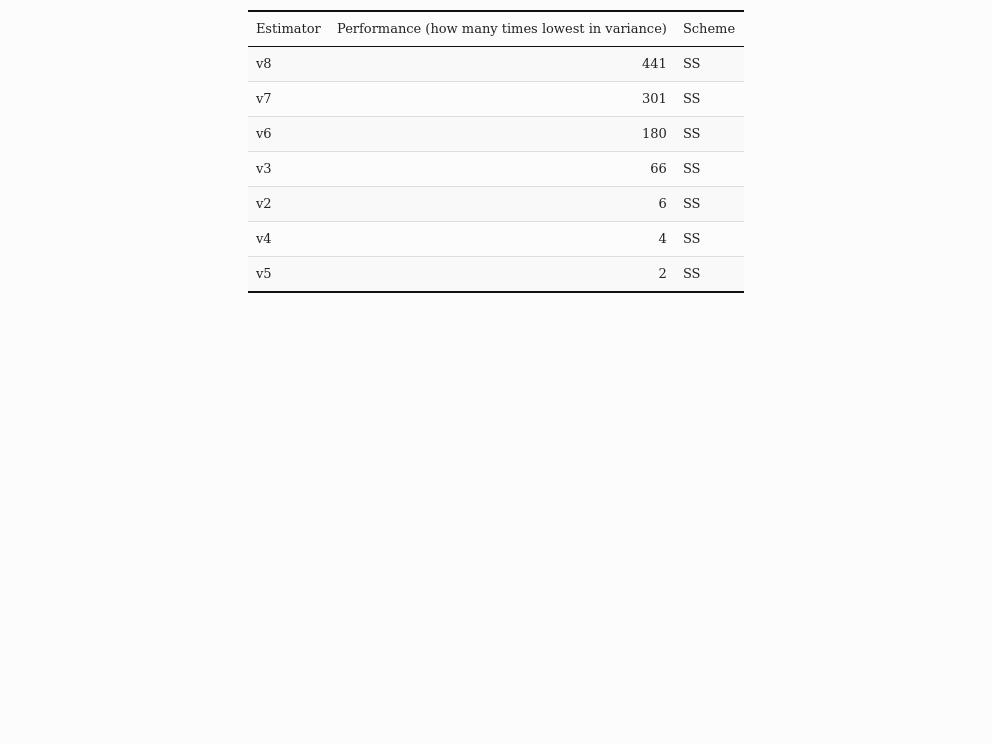 Estimator Performance (how many times lowest in variance) Scheme
v8 441 SS
v7 301 SS
v6 180 SS
v3 66 SS
v2 6 SS
v4 4 SS
v5 2 SS